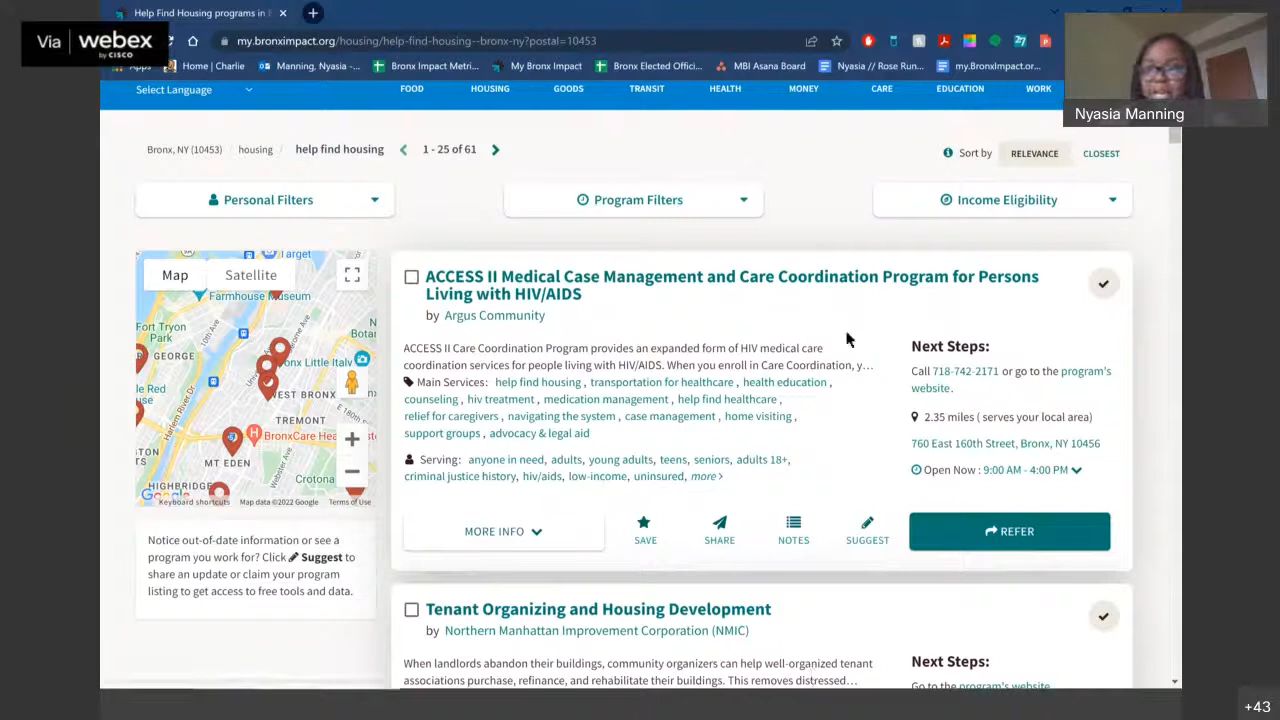 Via webex
by CISCO
Help Find Housing programs in
my.bronximpact.org/housing/help-find-housing--bronx-ny?postal=10453
Apps Home | Charlie Manning, Nyasia -... Bronx Impact Metri... My Bronx Impact Bronx Elected Offici... MBI Asana Board Nyasia // Rose Run... my.BronxImpact.or...
Nyasia Manning
Select Language FOOD HOUSING GOODS TRANSIT HEALTH MONEY CARE EDUCATION WORK
Bronx, NY (10453) / housing / help find housing 1 - 25 of 61
Sort by RELEVANCE CLOSEST
Personal Filters Program Filters Income Eligibility
Map Satellite
Target
Farmhouse Museum
Fort Tryon
Park
GEORGE
Bronx Little Italy
WEST BRONX
TREMONT
BronxCare Hea
MT EDEN
Crotona
HIGHBRIDGE
10th Ave
Harlem River Dr
Google Keyboard shortcuts Map data ©2022 Google Terms of Use
Notice out-of-date information or see a
program you work for? Click Suggest to
share an update or claim your program
listing to get access to free tools and data.
ACCESS II Medical Case Management and Care Coordination Program for Persons
Living with HIV/AIDS
by Argus Community
ACCESS II Care Coordination Program provides an expanded form of HIV medical care
coordination services for people living with HIV/AIDS. When you enroll in Care Coordination, y...
Main Services: help find housing , transportation for healthcare , health education ,
counseling , hiv treatment , medication management , help find healthcare ,
relief for caregivers , navigating the system , case management , home visiting ,
support groups , advocacy & legal aid
Serving: anyone in need, adults, young adults, teens, seniors, adults 18+,
criminal justice history, hiv/aids, low-income, uninsured, more >
Next Steps:
Call 718-742-2171 or go to the program's
website.
2.35 miles ( serves your local area)
760 East 160th Street, Bronx, NY 10456
Open Now : 9:00 AM - 4:00 PM
MORE INFO SAVE SHARE NOTES SUGGEST REFER
Tenant Organizing and Housing Development
by Northern Manhattan Improvement Corporation (NMIC)
When landlords abandon their buildings, community organizers can help well-organized tenant
associations purchase, refinance, and rehabilitate their buildings. This removes distressed...
Next Steps:
Go to the program's website
+43